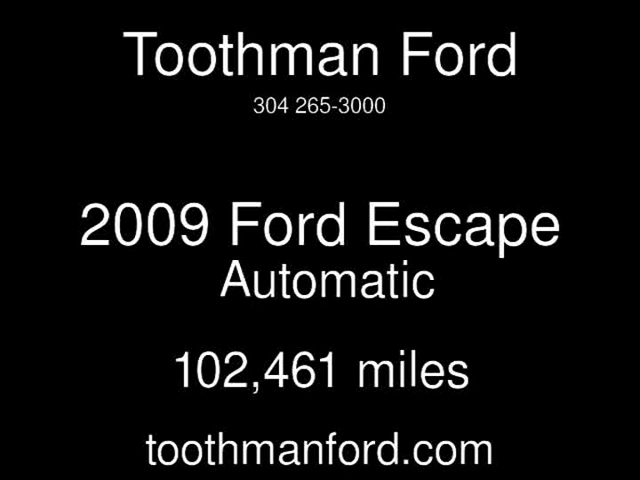 Toothman Ford
304 265-3000
2009 Ford Escape
Automatic
102,461 miles
toothmanford.com